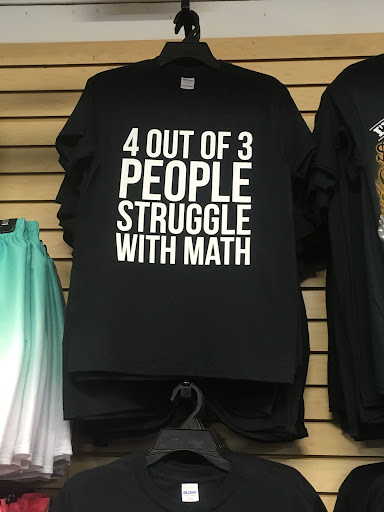 4 OUT OF 3
PEOPLE
STRUGGLE
WITH MATH